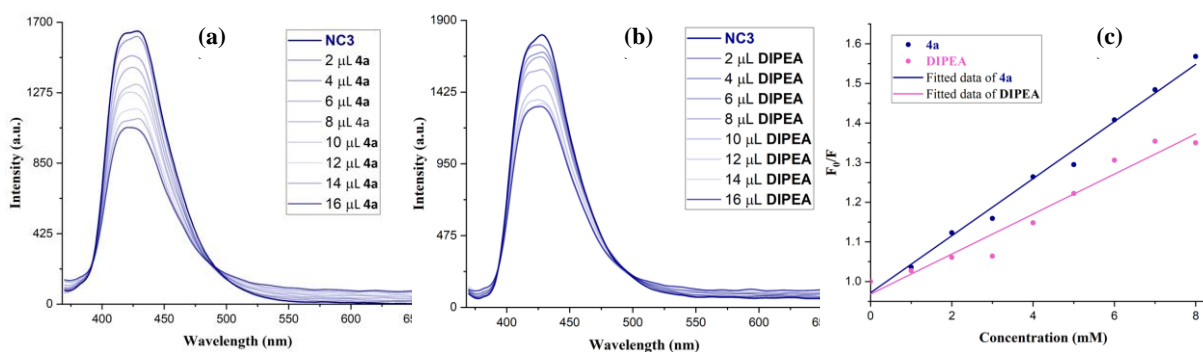 (a)
1700
1275
850
425
0
Intensity (a.u.)
400 450 500 550 600 650
Wavelength (nm)
NC3
2 μL 4a
4 μL 4a
6 μL 4a
8 μL 4a
10 μL 4a
12 μL 4a
14 μL 4a
16 μL 4a
(b)
1900
1425
950
475
0
Intensity (a.u.)
400 450 500 550 600
Wavelength (nm)
NC3
2 μL DIPEA
4 μL DIPEA
6 μL DIPEA
8 μL DIPEA
10 μL DIPEA
12 μL DIPEA
14 μL DIPEA
16 μL DIPEA
(c)
1.6
1.5
1.4
1.3
1.2
1.1
1.0
F0/F
0 2 4 6 8
Concentration (mM)
4a
DIPEA
Fitted data of 4a
Fitted data of DIPEA